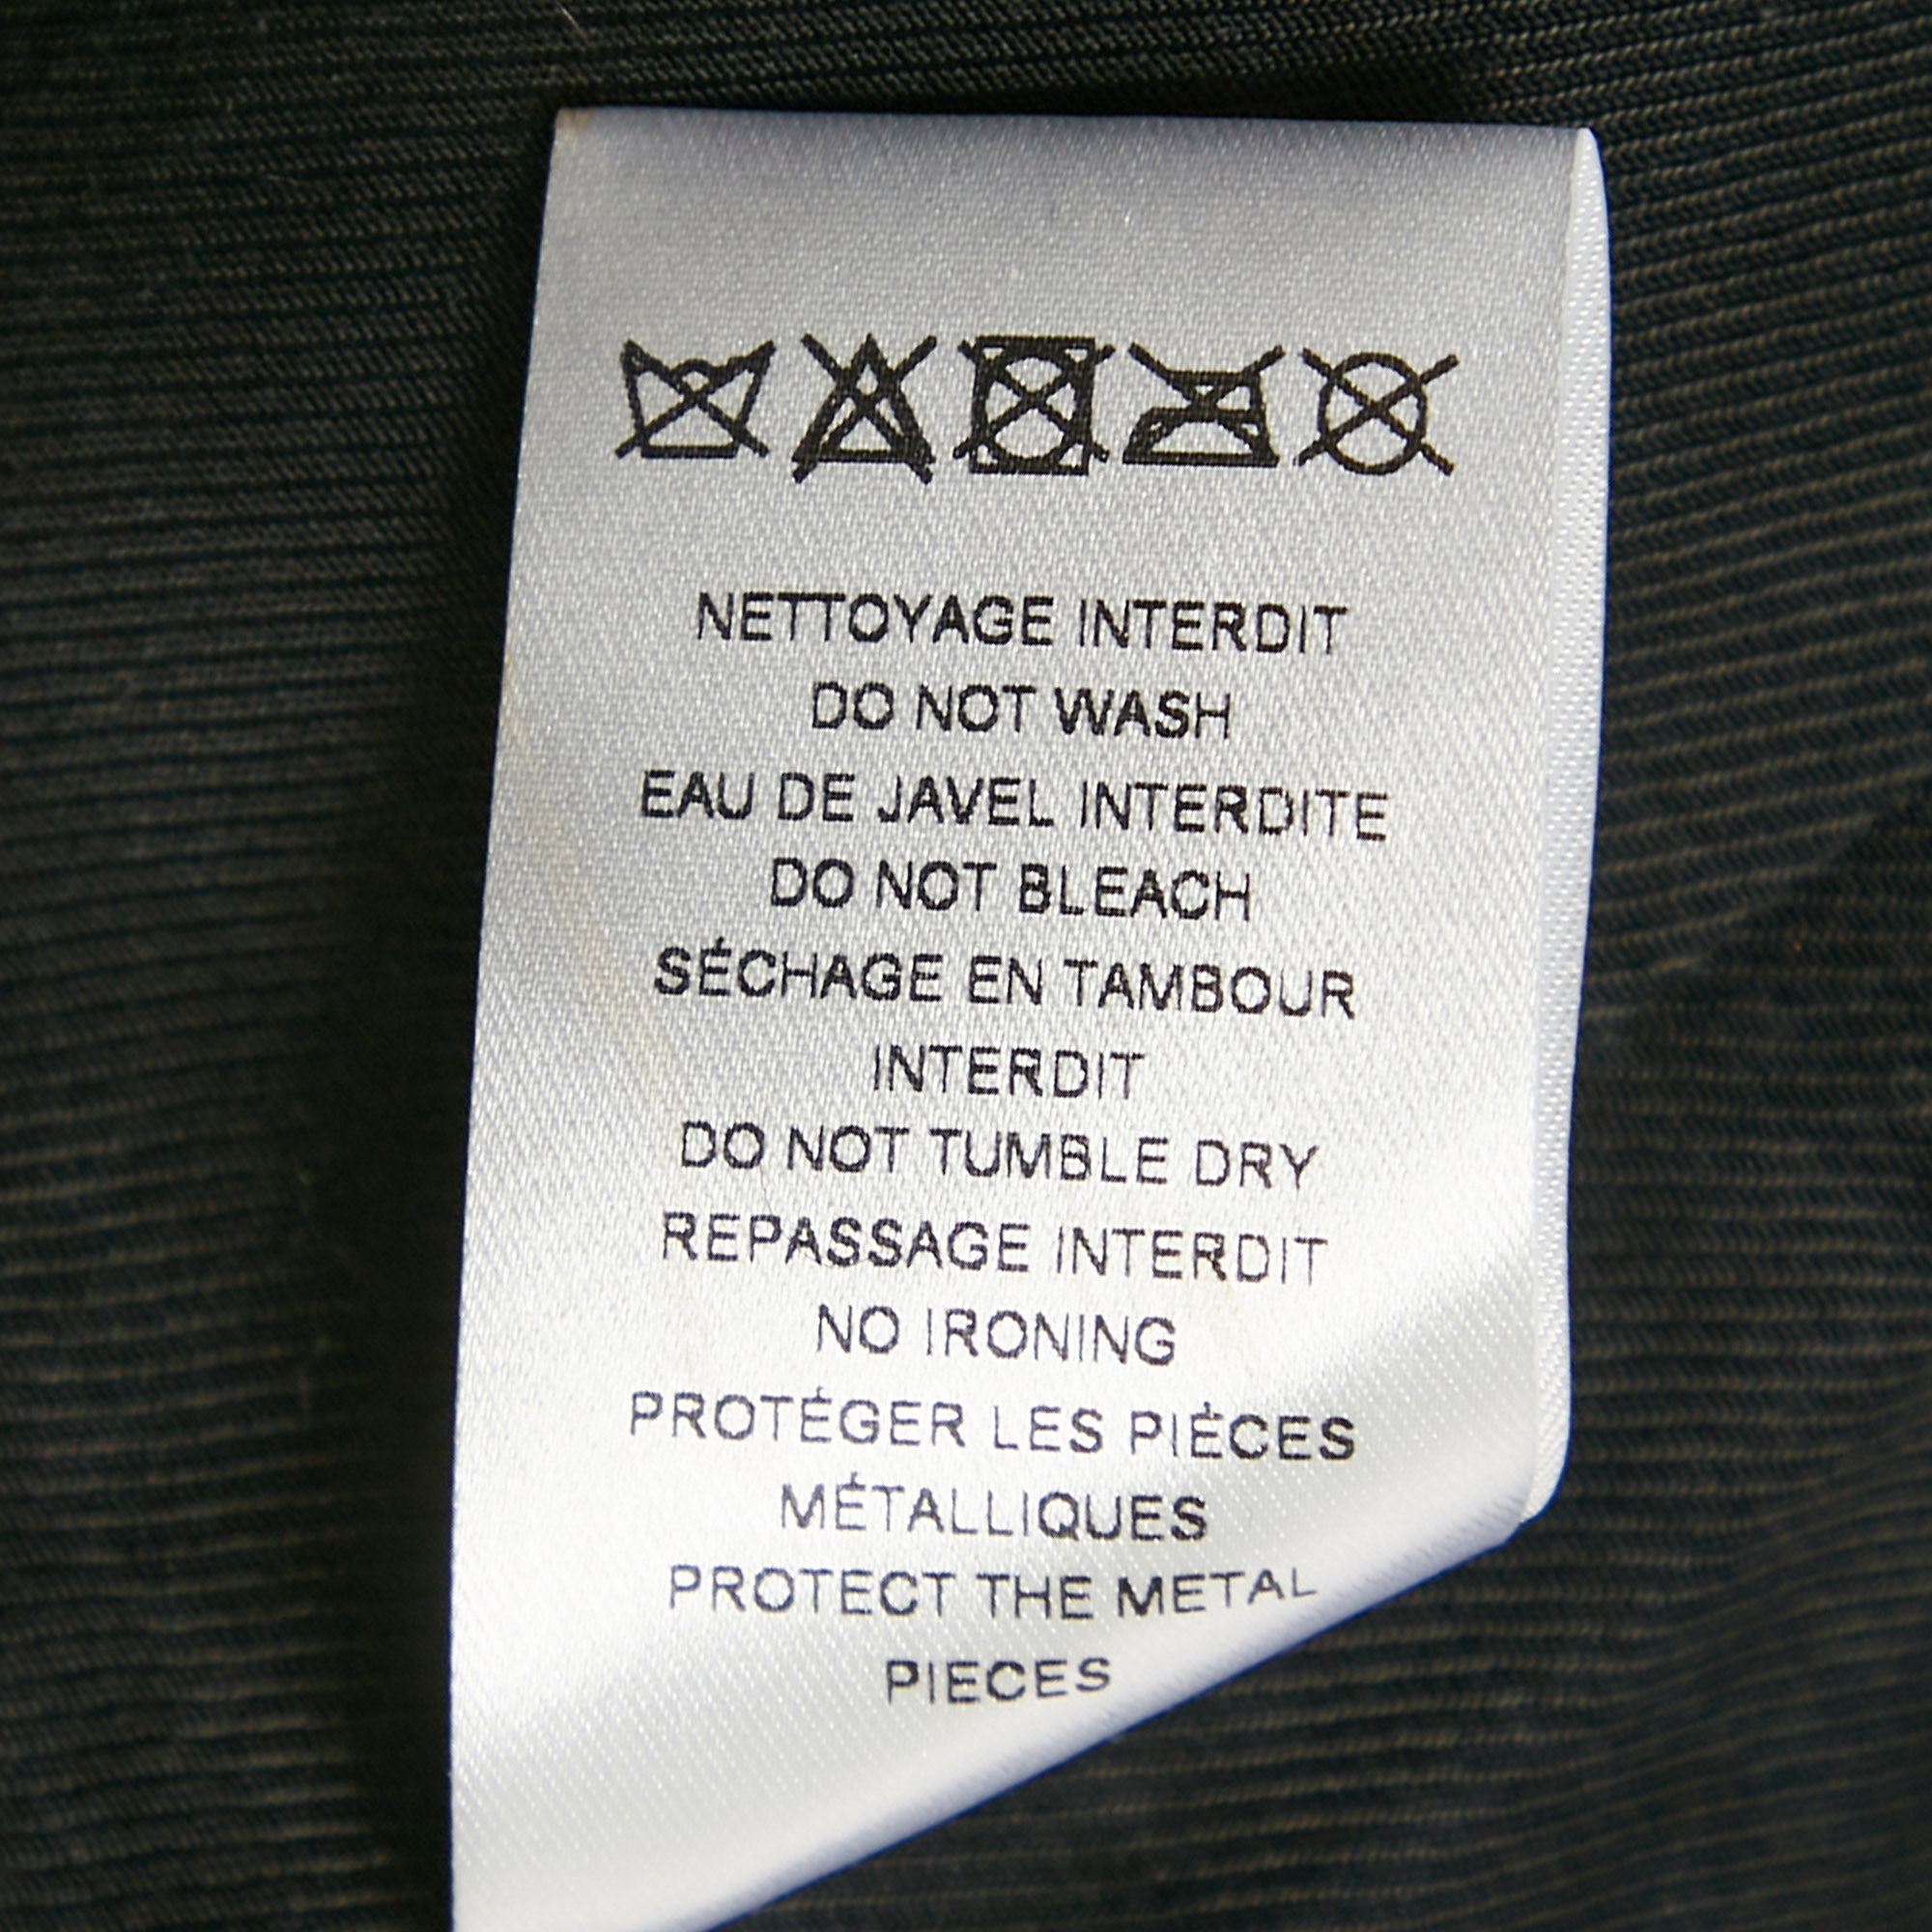 NETTOYAGE INTERDIT
DO NOT WASH
EAU DE JAVEL INTERDITE
DO NOT BLEACH
SÉCHAGE EN TAMBOUR
INTERDIT
DO NOT TUMBLE DRY
REPASSAGE INTERDIT
NO IRONING
PROTÉGER LES PIÉCES
MÉTALLIQUES
PROTECT THE METAL
PIECES